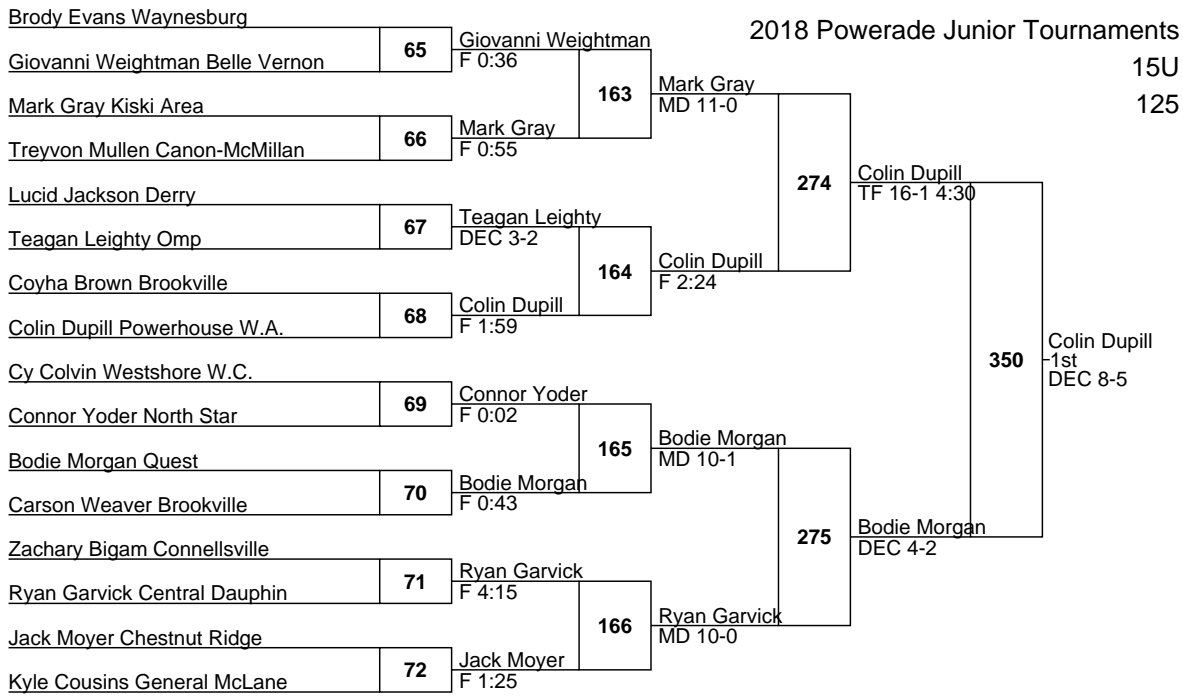 2018 Powerade Junior Tournaments
15U
125
Brody Evans Waynesburg
Giovanni Weightman Belle Vernon
Mark Gray Kiski Area
Treyvon Mullen Canon-McMillan
Lucid Jackson Derry
Teagan Leighty Omp
Coyha Brown Brookville
Colin Dupill Powerhouse W.A.
Cy Colvin Westshore W.C.
Connor Yoder North Star
Bodie Morgan Quest
Carson Weaver Brookville
Zachary Bigam Connellsville
Ryan Garvick Central Dauphin
Jack Moyer Chestnut Ridge
Kyle Cousins General McLane
65
66
67
68
69
70
71
72
Giovanni Weightman
F 0:36
Mark Gray
F 0:55
Teagan Leighty
DEC 3-2
Colin Dupill
F 1:59
Connor Yoder
F 0:02
Bodie Morgan
F 0:43
Ryan Garvick
F 4:15
Jack Moyer
F 1:25
163
164
165
166
Mark Gray
MD 11-0
Colin Dupill
F 2:24
Bodie Morgan
MD 10-1
Ryan Garvick
MD 10-0
274
275
Colin Dupill
TF 16-1 4:30
Bodie Morgan
DEC 4-2
350
Colin Dupill
1st
DEC 8-5